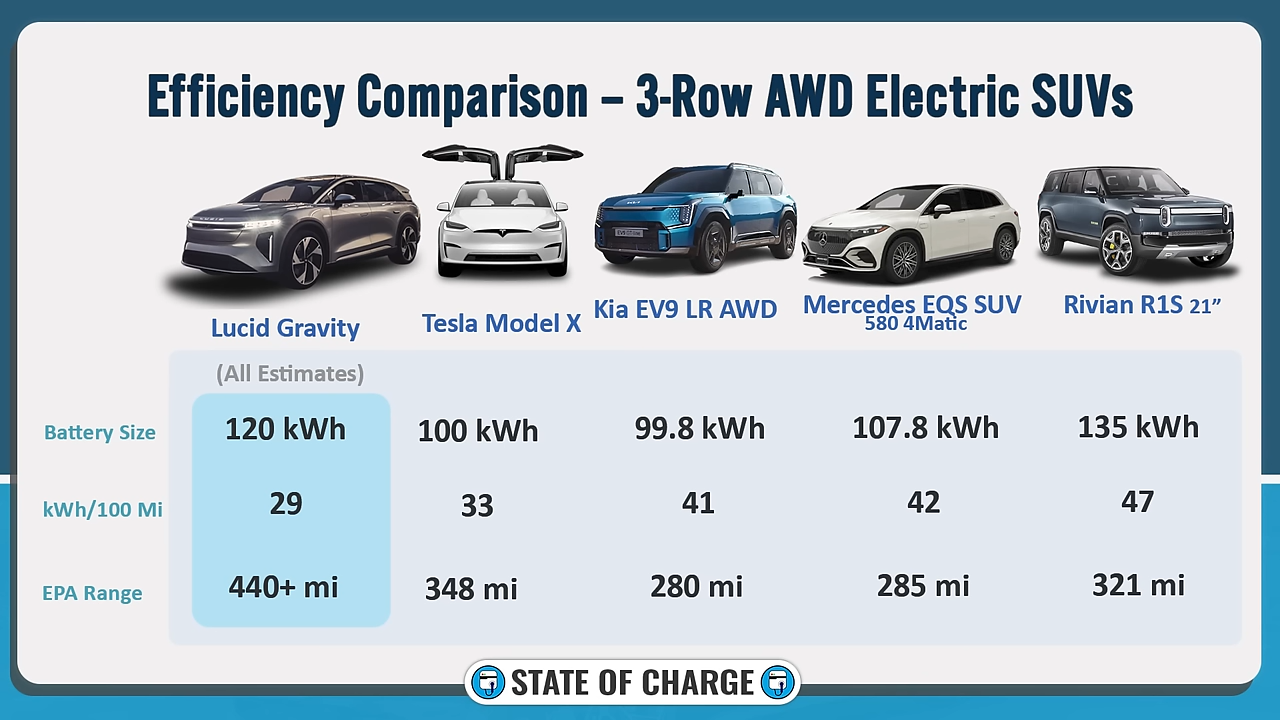 Efficiency Comparison – 3-Row AWD Electric SUVs
Lucid Gravity
Tesla Model X
Kia EV9 LR AWD
Mercedes EQS SUV
580 4Matic
Rivian R1S 21”
(All Estimates)
Battery Size 120 kWh 100 kWh 99.8 kWh 107.8 kWh 135 kWh
kWh/100 Mi 29 33 41 42 47
EPA Range 440+ mi 348 mi 280 mi 285 mi 321 mi
STATE OF CHARGE